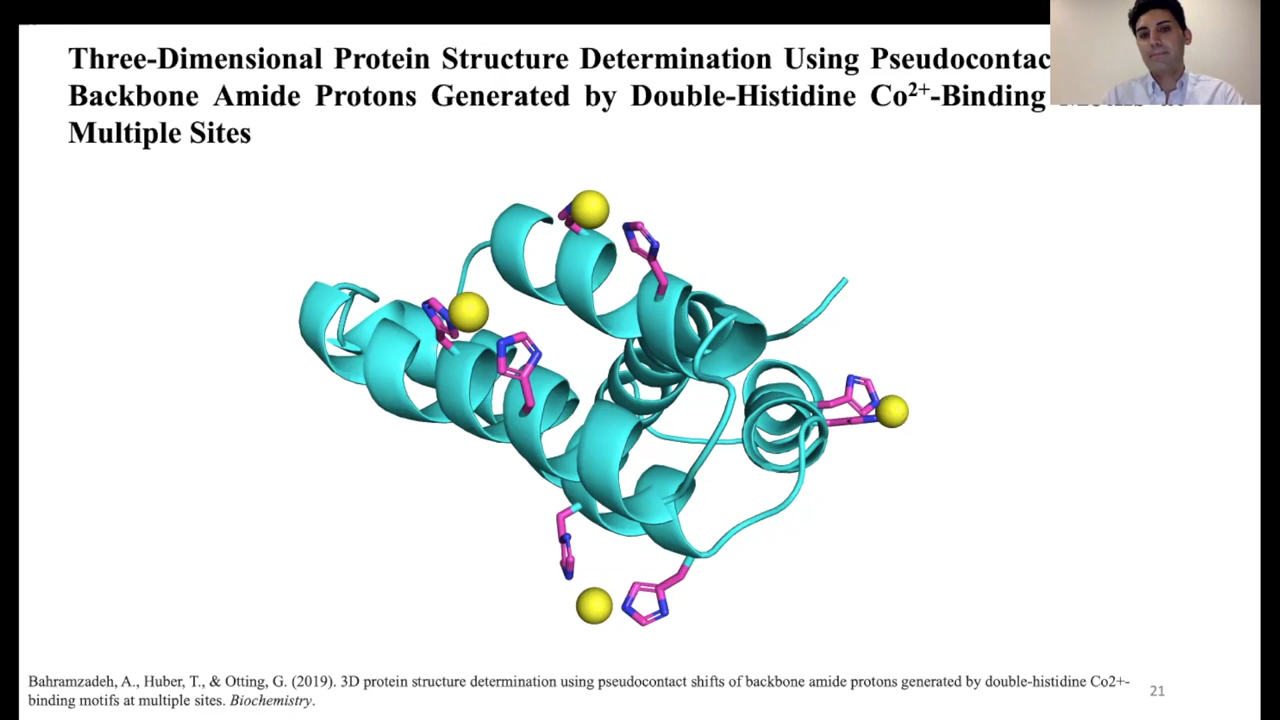 Three-Dimensional Protein Structure Determination Using
Backbone Amide Protons Generated by Double-Histidine Co²⁺-Binding
Multiple Sites
Bahramzadeh, A., Huber, T., & Otting, G. (2019). 3D protein structure determination using pseudocontact shifts of backbone amide protons generated by double-histidine Co2+-
binding motifs at multiple sites. Biochemistry.
21